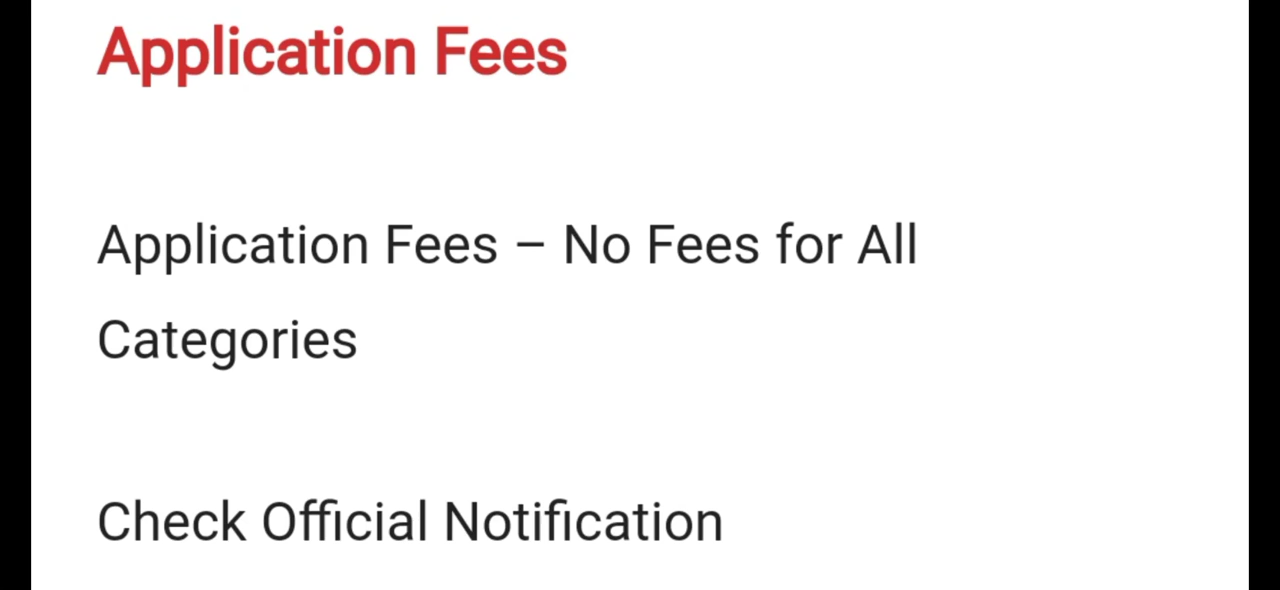 Application Fees
Application Fees – No Fees for All
Categories
Check Official Notification